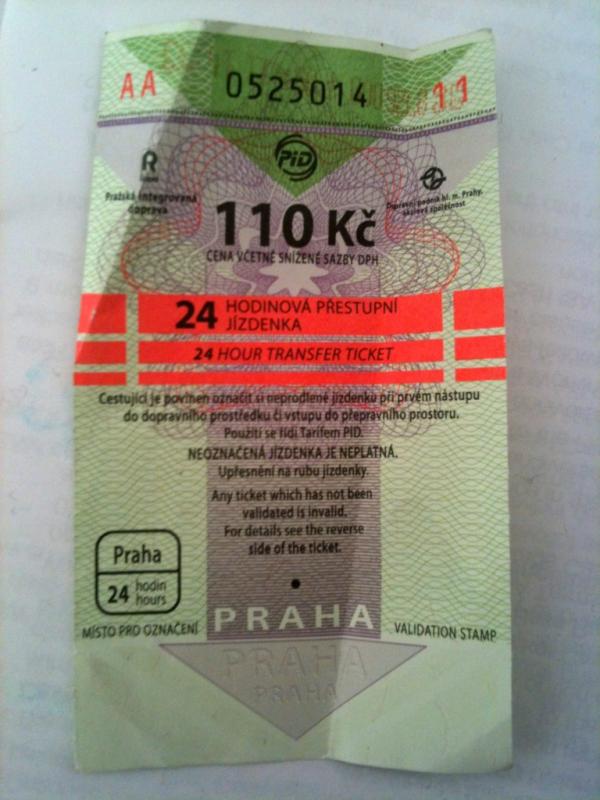 AA 0525014 11
PID
Pražská integrovaná
doprava
Dopravní podnik hl. m. Prahy,
akciová společnost
110 Kč
CENA VČETNĚ SNÍŽENÉ SAZBY DPH
24 HODINOVÁ PŘESTUPNÍ
JÍZDENKA
24 HOUR TRANSFER TICKET
Cestující je povinen označit si neprodleně jízdenku při prvém nástupu
do dopravního prostředku či vstupu do přepravního prostoru.
Použití se řídí Tarifem PID.
NEOZNAČENÁ JÍZDENKA JE NEPLATNÁ.
Upřesnění na rubu jízdenky.
Any ticket which has not been
validated is invalid.
For details see the reverse
side of the ticket.
Praha
24 hodin
hours
PRAHA
MÍSTO PRO OZNAČENÍ
VALIDATION STAMP
PRAHA
PRAHA